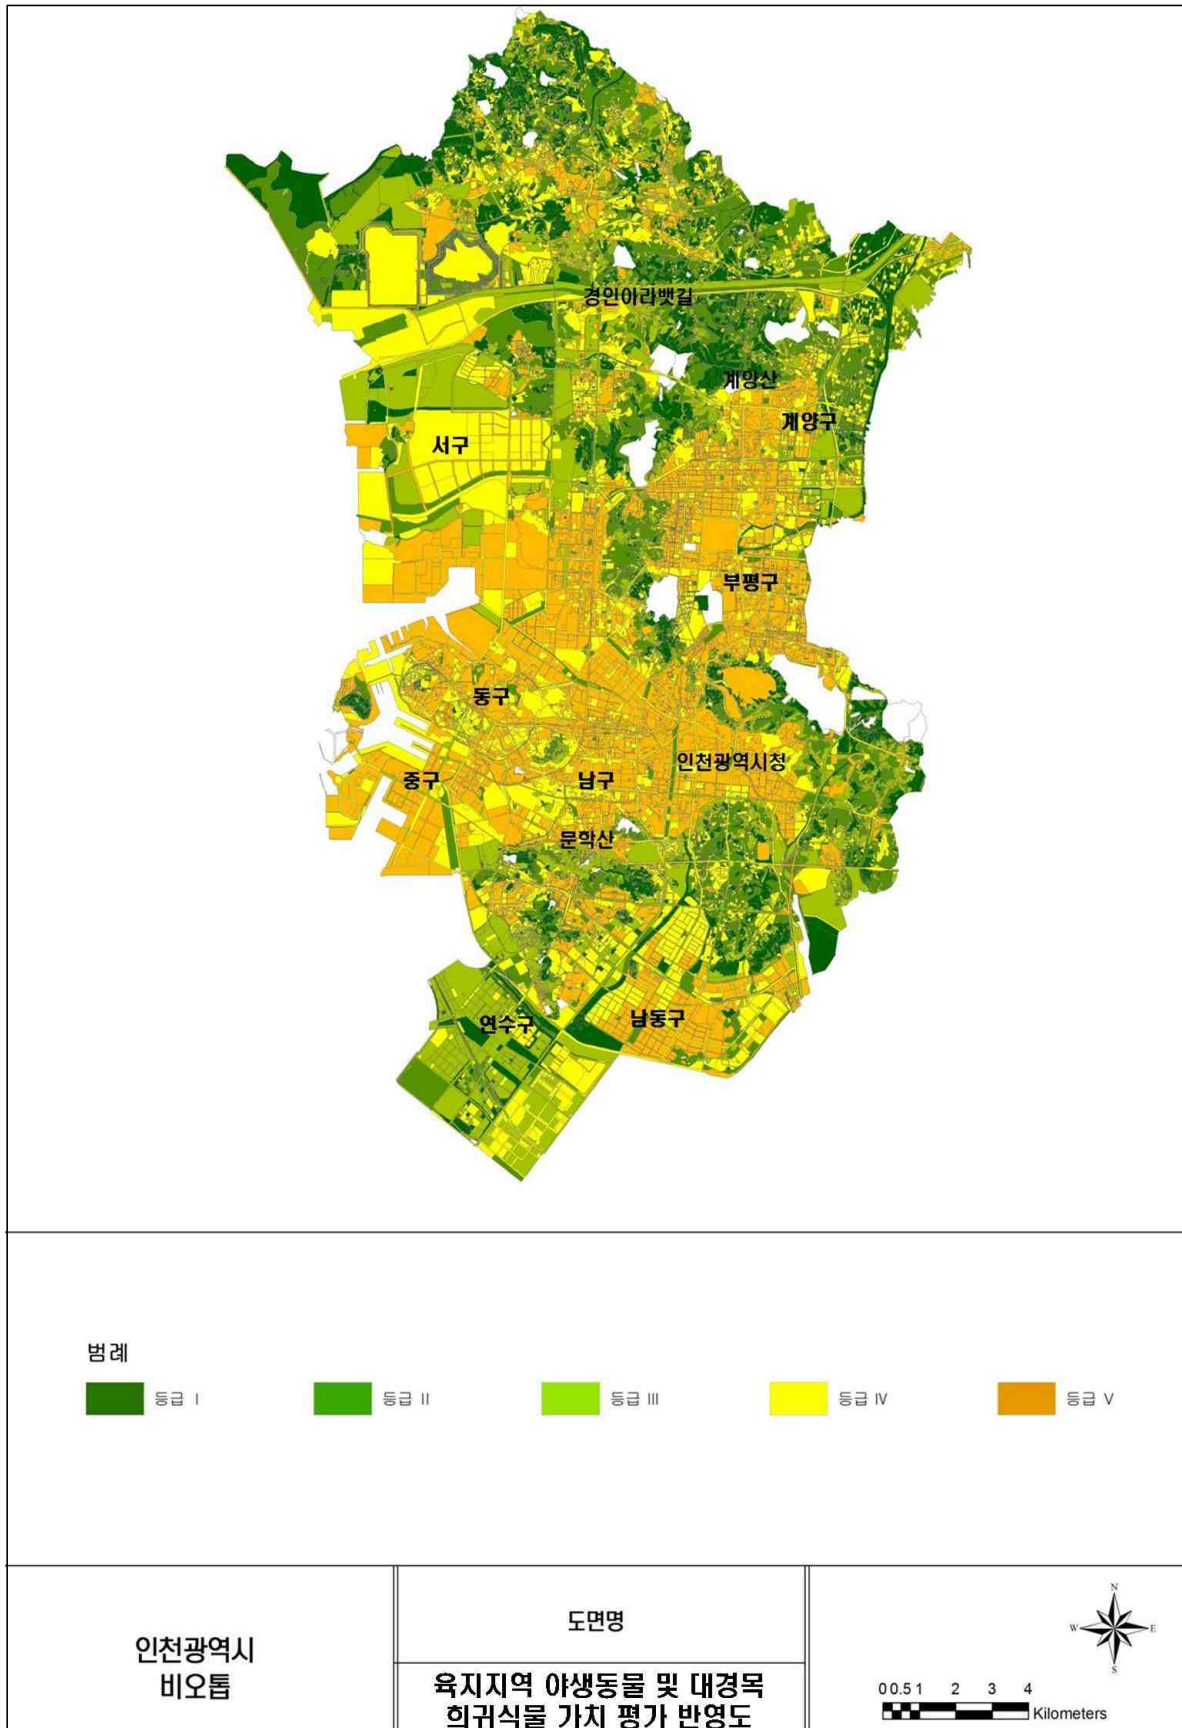 경인아라뱃길
계양산
계양구
서구
부평구
동구
인천광역시청
중구
남구
문학산
연수구
남동구
범례
등급 I
등급 II
등급 III
등급 IV
등급 V
인천광역시
비오톱
도면명
육지지역 야생동물 및 대경목
희귀식물 가치 평가 반영도
N
W
E
S
0 0.5 1 2 3 4
Kilometers